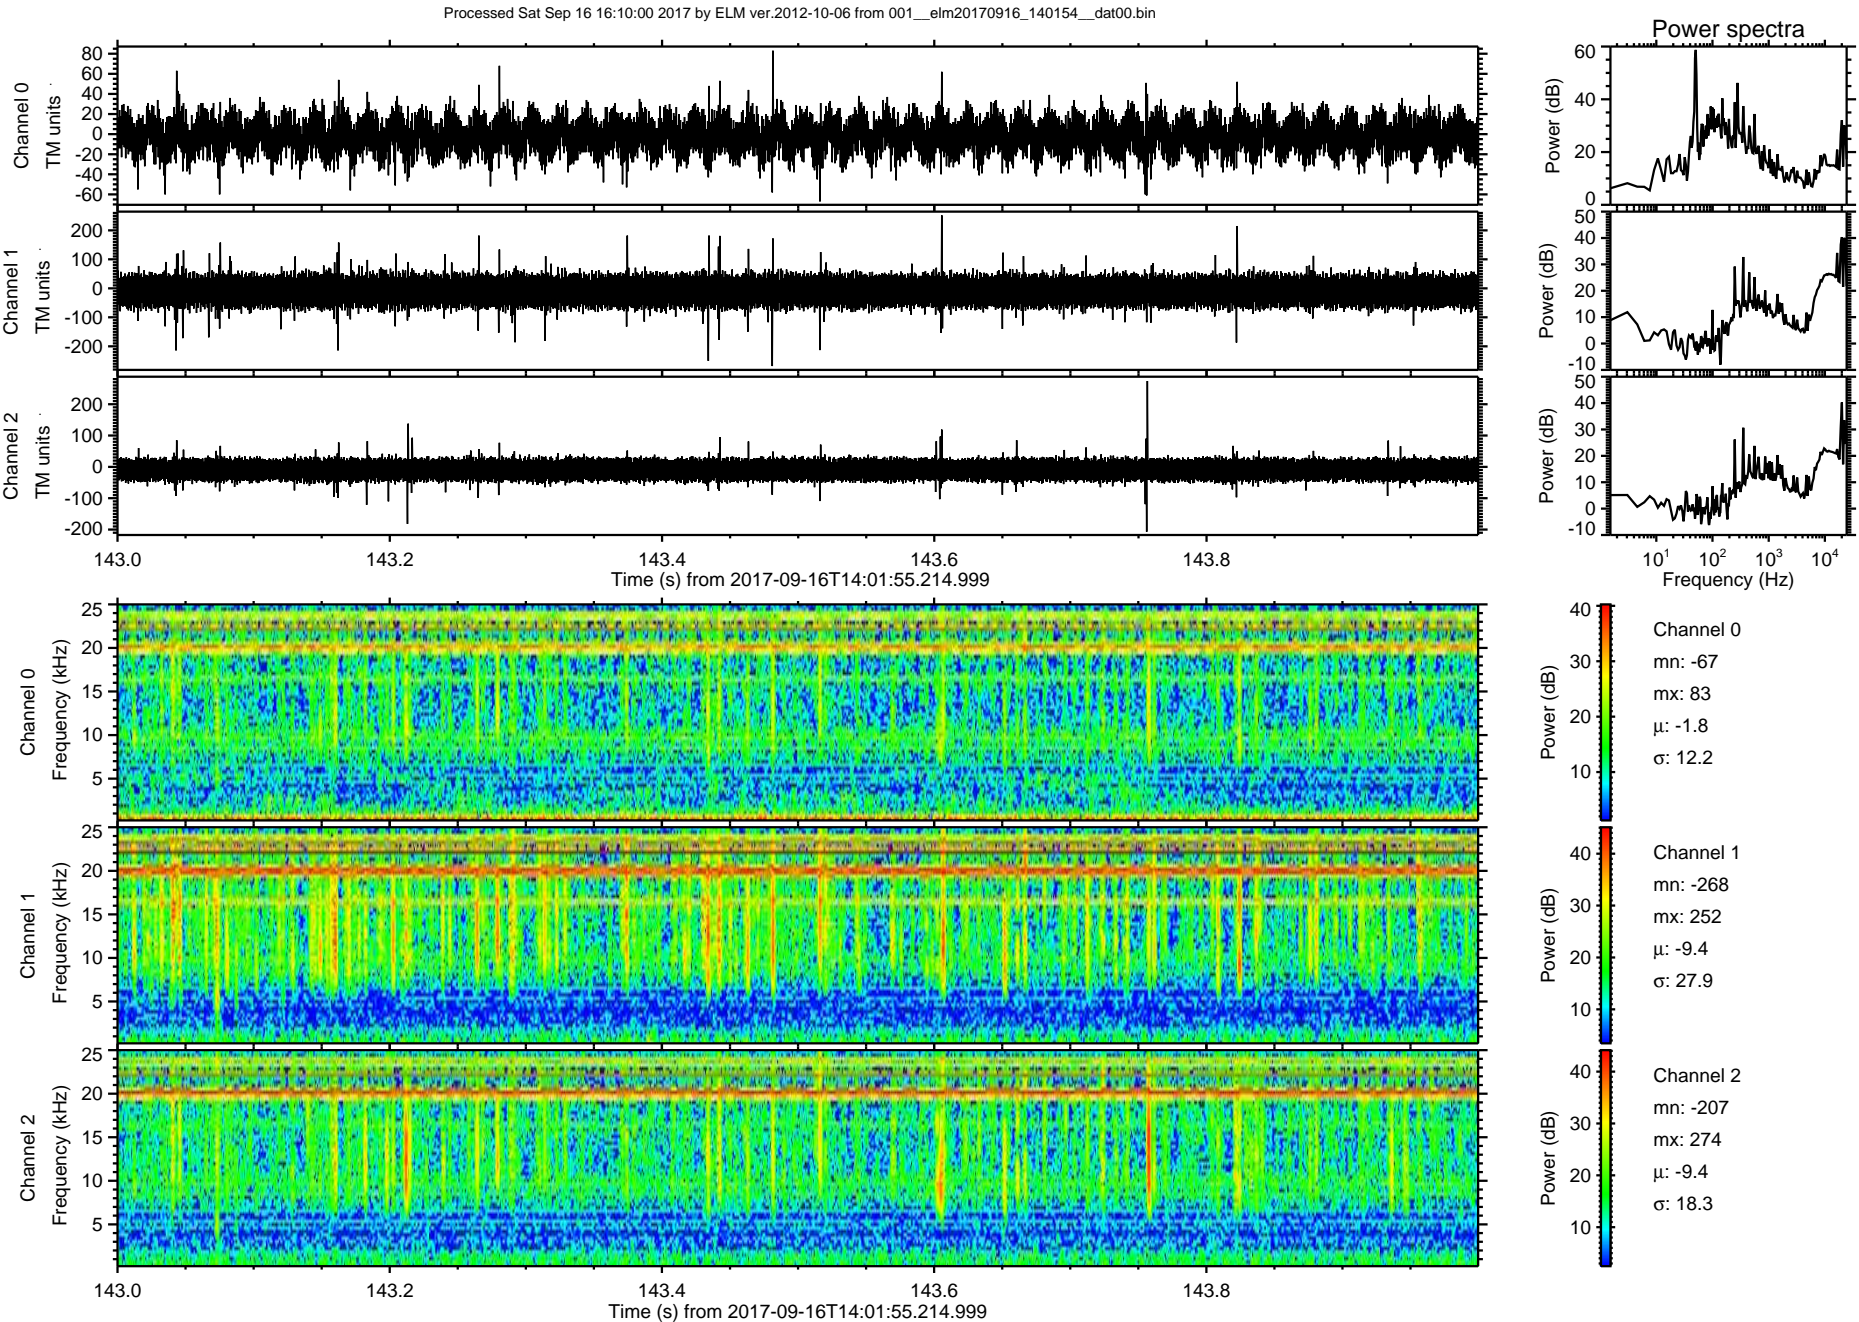 Processed Sat Sep 16 16:10:00 2017 by ELM ver.2012-10-06 from 001__elm20170916_140154__dat00.bin
Power spectra
Channel 0
TM units
80
60
40
20
0
-20
-40
-60
Power (dB)
60
40
20
0
Channel 1
TM units
200
100
0
-100
-200
Power (dB)
50
40
30
20
10
0
-10
Channel 2
TM units
200
100
0
-100
-200
Power (dB)
50
40
30
20
10
0
-10
143.0 143.2 143.4 143.6 143.8
Time (s) from 2017-09-16T14:01:55.214.999
10^1 10^2 10^3 10^4
Frequency (Hz)
Channel 0
Frequency (kHz)
25
20
15
10
5
Power (dB)
40
30
20
10
Channel 0
mn: -67
mx: 83
μ: -1.8
σ: 12.2
Channel 1
Frequency (kHz)
25
20
15
10
5
Power (dB)
40
30
20
10
Channel 1
mn: -268
mx: 252
μ: -9.4
σ: 27.9
Channel 2
Frequency (kHz)
25
20
15
10
5
Power (dB)
40
30
20
10
Channel 2
mn: -207
mx: 274
μ: -9.4
σ: 18.3
143.0 143.2 143.4 143.6 143.8
Time (s) from 2017-09-16T14:01:55.214.999